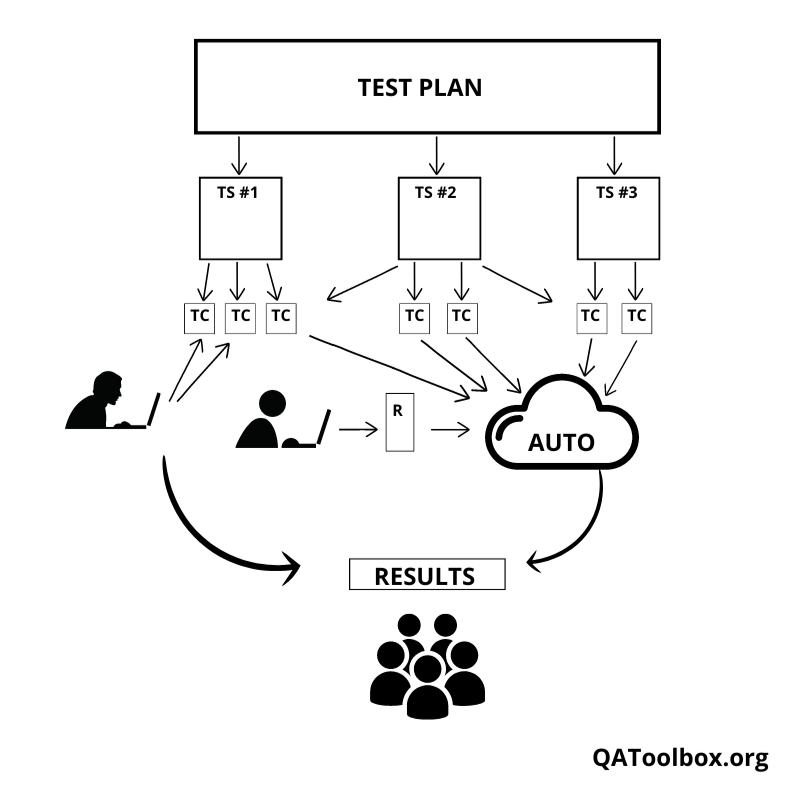 TEST PLAN
TS #1
TS #2
TS #3
TC
TC
TC
TC
TC
TC
TC
R
AUTO
RESULTS
QAToolbox.org